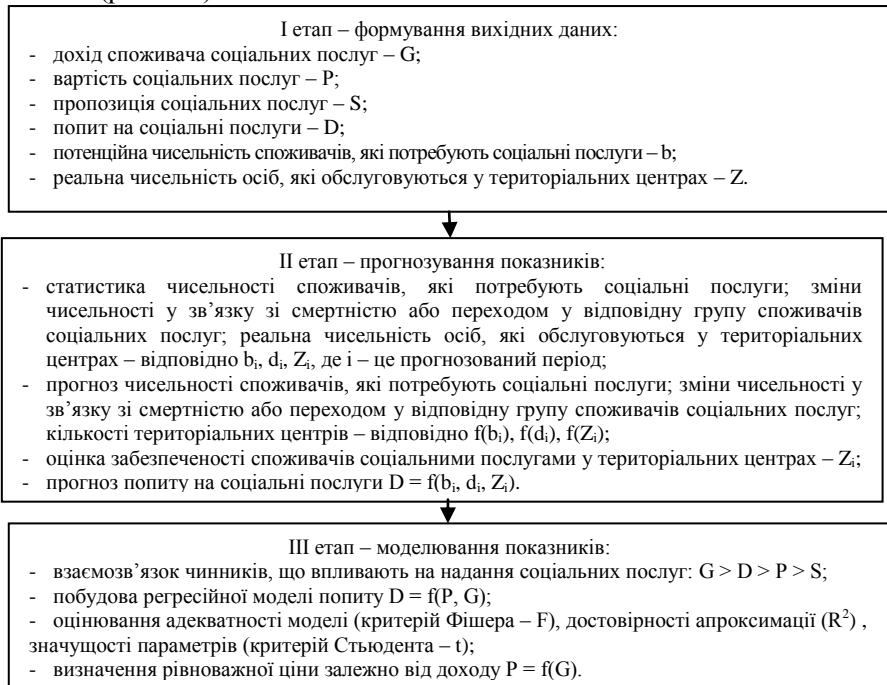 І етап – формування вихідних даних:
- дохід споживача соціальних послуг – G;
- вартість соціальних послуг – P;
- пропозиція соціальних послуг – S;
- попит на соціальні послуги – D;
- потенційна чисельність споживачів, які потребують соціальні послуги – b;
- реальна чисельність осіб, які обслуговуються у територіальних центрах – Z.
ІІ етап – прогнозування показників:
- статистика чисельності споживачів, які потребують соціальні послуги; зміни
чисельності у зв’язку зі смертністю або переходом у відповідну групу споживачів
соціальних послуг; реальна чисельність осіб, які обслуговуються у територіальних
центрах – відповідно bᵢ, dᵢ, Zᵢ, де і – це прогнозований період;
- прогноз чисельності споживачів, які потребують соціальні послуги; зміни чисельності у
зв’язку зі смертністю або переходом у відповідну групу споживачів соціальних послуг;
кількості територіальних центрів – відповідно f(bᵢ), f(dᵢ), f(Zᵢ);
- оцінка забезпеченості споживачів соціальними послугами у територіальних центрах – Zᵢ;
- прогноз попиту на соціальні послуги D = f(bᵢ, dᵢ, Zᵢ).
ІІІ етап – моделювання показників:
- взаємозв’язок чинників, що впливають на надання соціальних послуг: G > D > P > S;
- побудова регресійної моделі попиту D = f(P, G);
- оцінювання адекватності моделі (критерій Фішера – F), достовірності апроксимації (R²) ,
значущості параметрів (критерій Стьюдента – t);
- визначення рівноважної ціни залежно від доходу P = f(G).